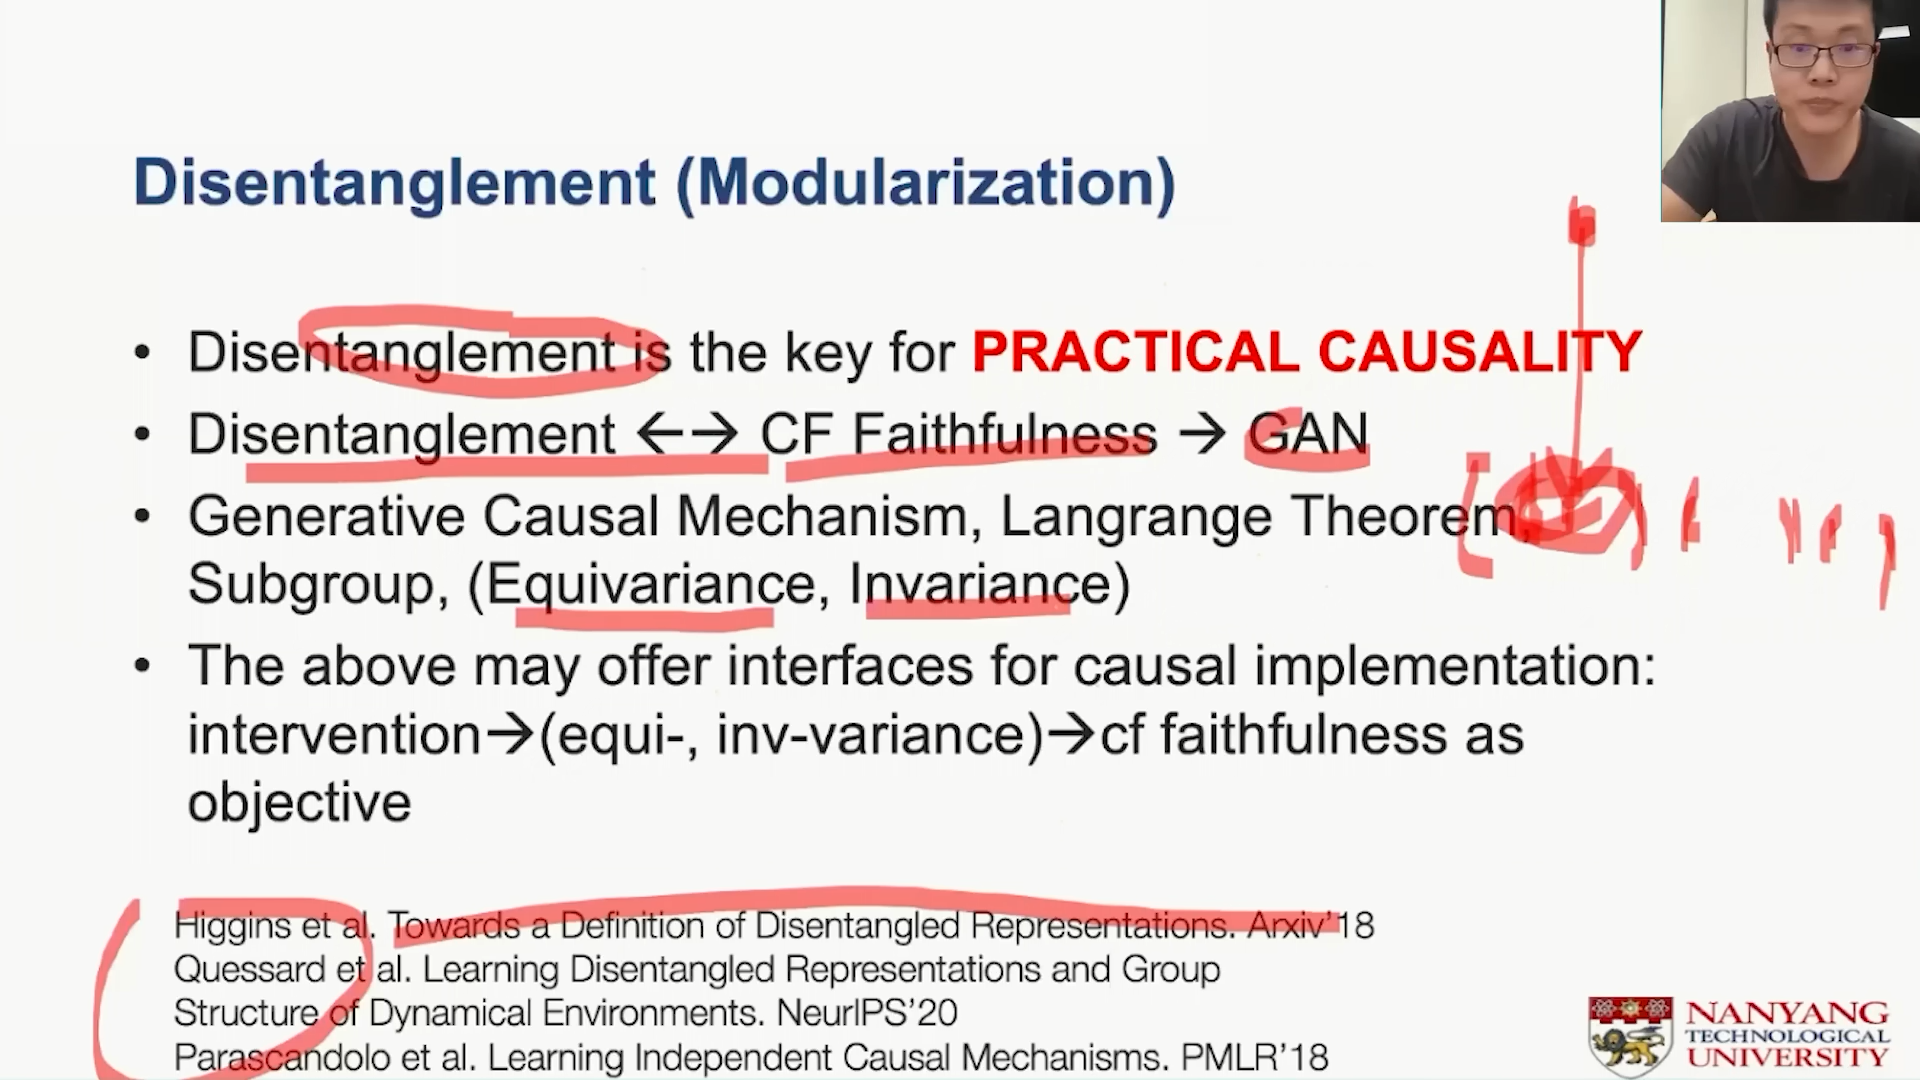 Disentanglement (Modularization)
• Disentanglement is the key for PRACTICAL CAUSALITY
• Disentanglement ←→ CF Faithfulness → GAN
• Generative Causal Mechanism, Langrange Theorem,
Subgroup, (Equivariance, Invariance)
• The above may offer interfaces for causal implementation:
intervention→(equi-, inv-variance)→cf faithfulness as
objective
Higgins et al. Towards a Definition of Disentangled Representations. Arxiv'18
Quessard et al. Learning Disentangled Representations and Group
Structure of Dynamical Environments. NeurIPS'20
Parascandolo et al. Learning Independent Causal Mechanisms. PMLR'18
NANYANG
TECHNOLOGICAL
UNIVERSITY